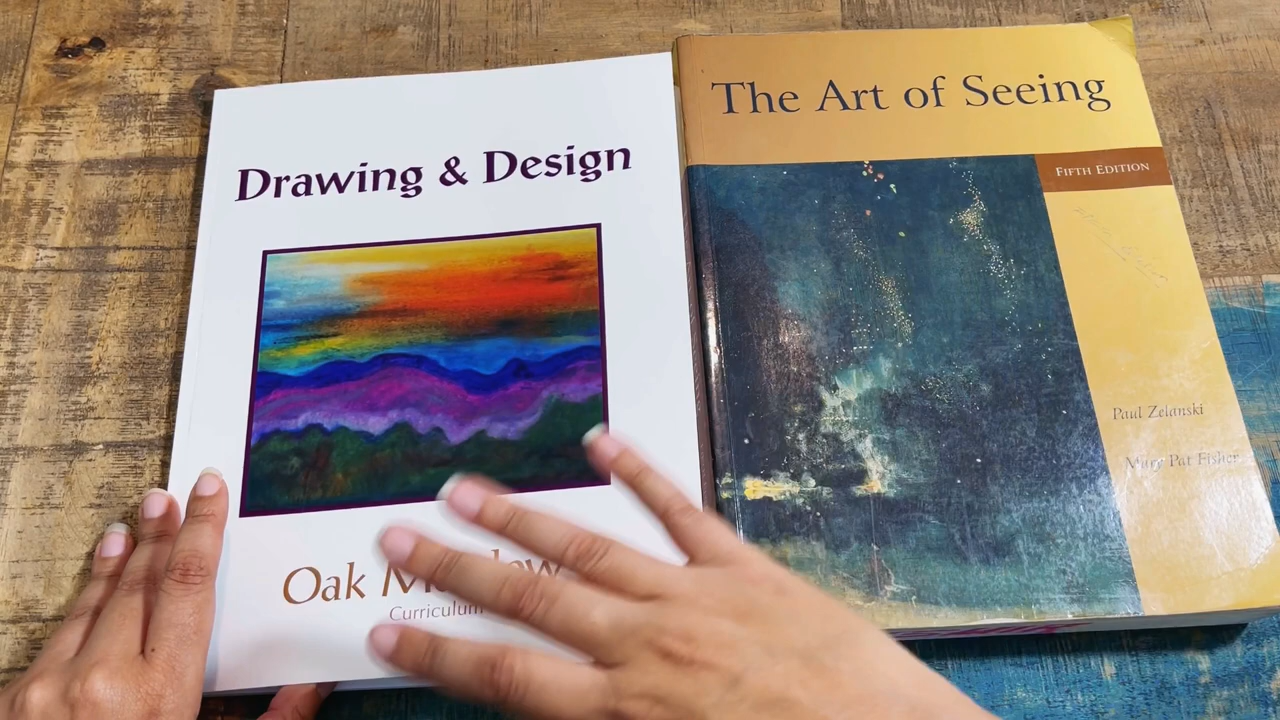 Drawing & Design
Oak
Curriculum
The Art of Seeing
FIFTH EDITION
Paul Zelanski
Mary Pat Fisher